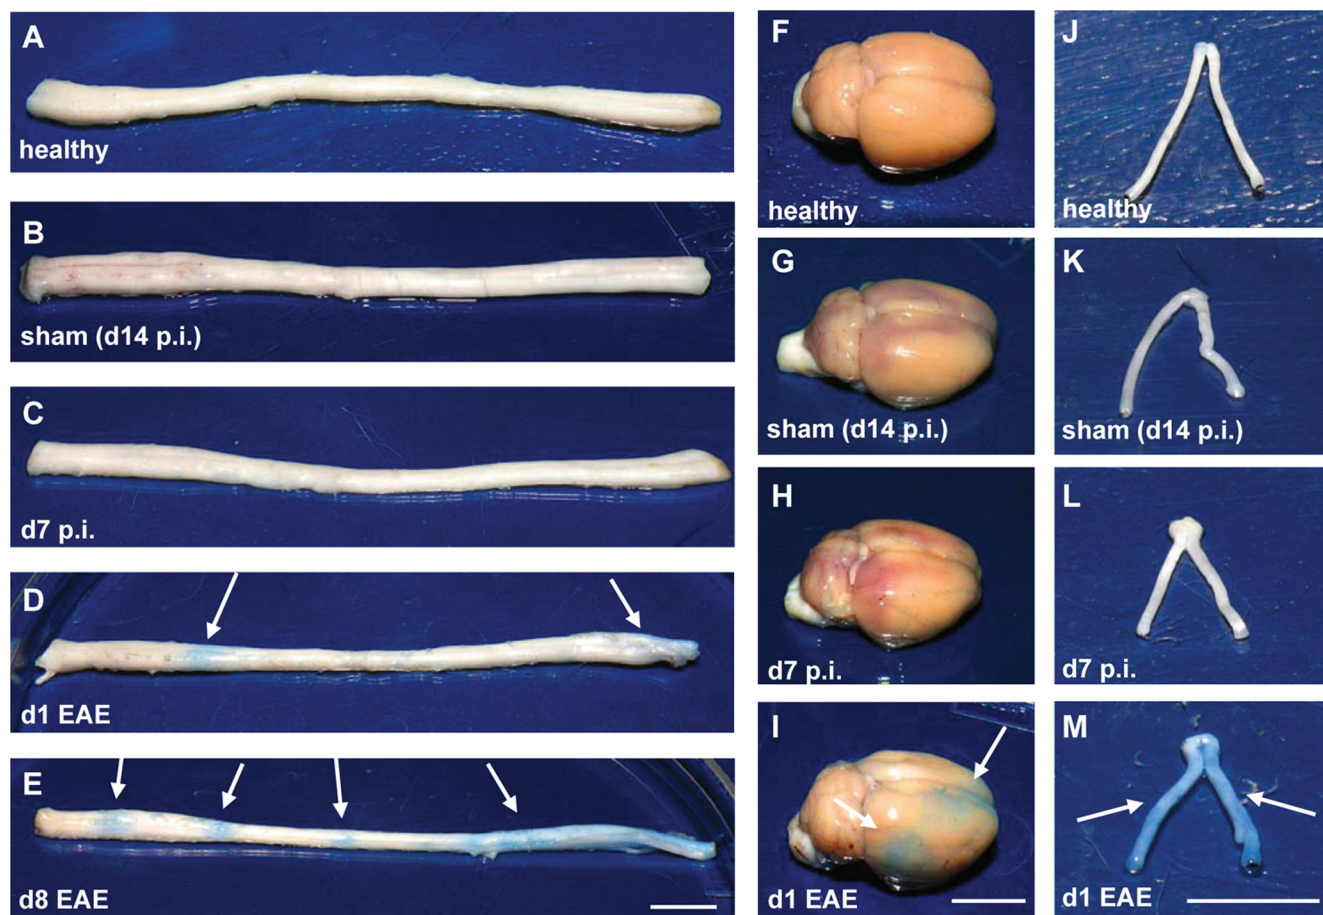 A
healthy
B
sham (d14 p.i.)
C
d7 p.i.
D
d1 EAE
E
d8 EAE
F
healthy
G
sham (d14 p.i.)
H
d7 p.i.
I
d1 EAE
J
healthy
K
sham (d14 p.i.)
L
d7 p.i.
M
d1 EAE